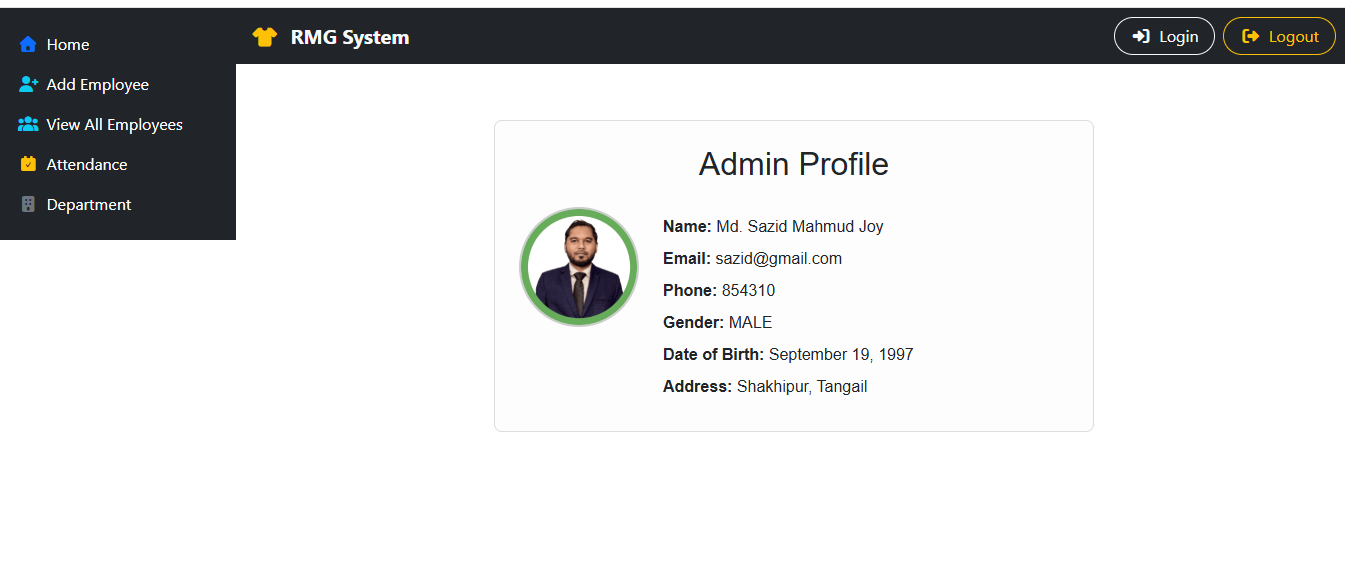 Home
Add Employee
View All Employees
Attendance
Department
RMG System
Login
Logout
Admin Profile
Name: Md. Sazid Mahmud Joy
Email: sazid@gmail.com
Phone: 854310
Gender: MALE
Date of Birth: September 19, 1997
Address: Shakhipur, Tangail